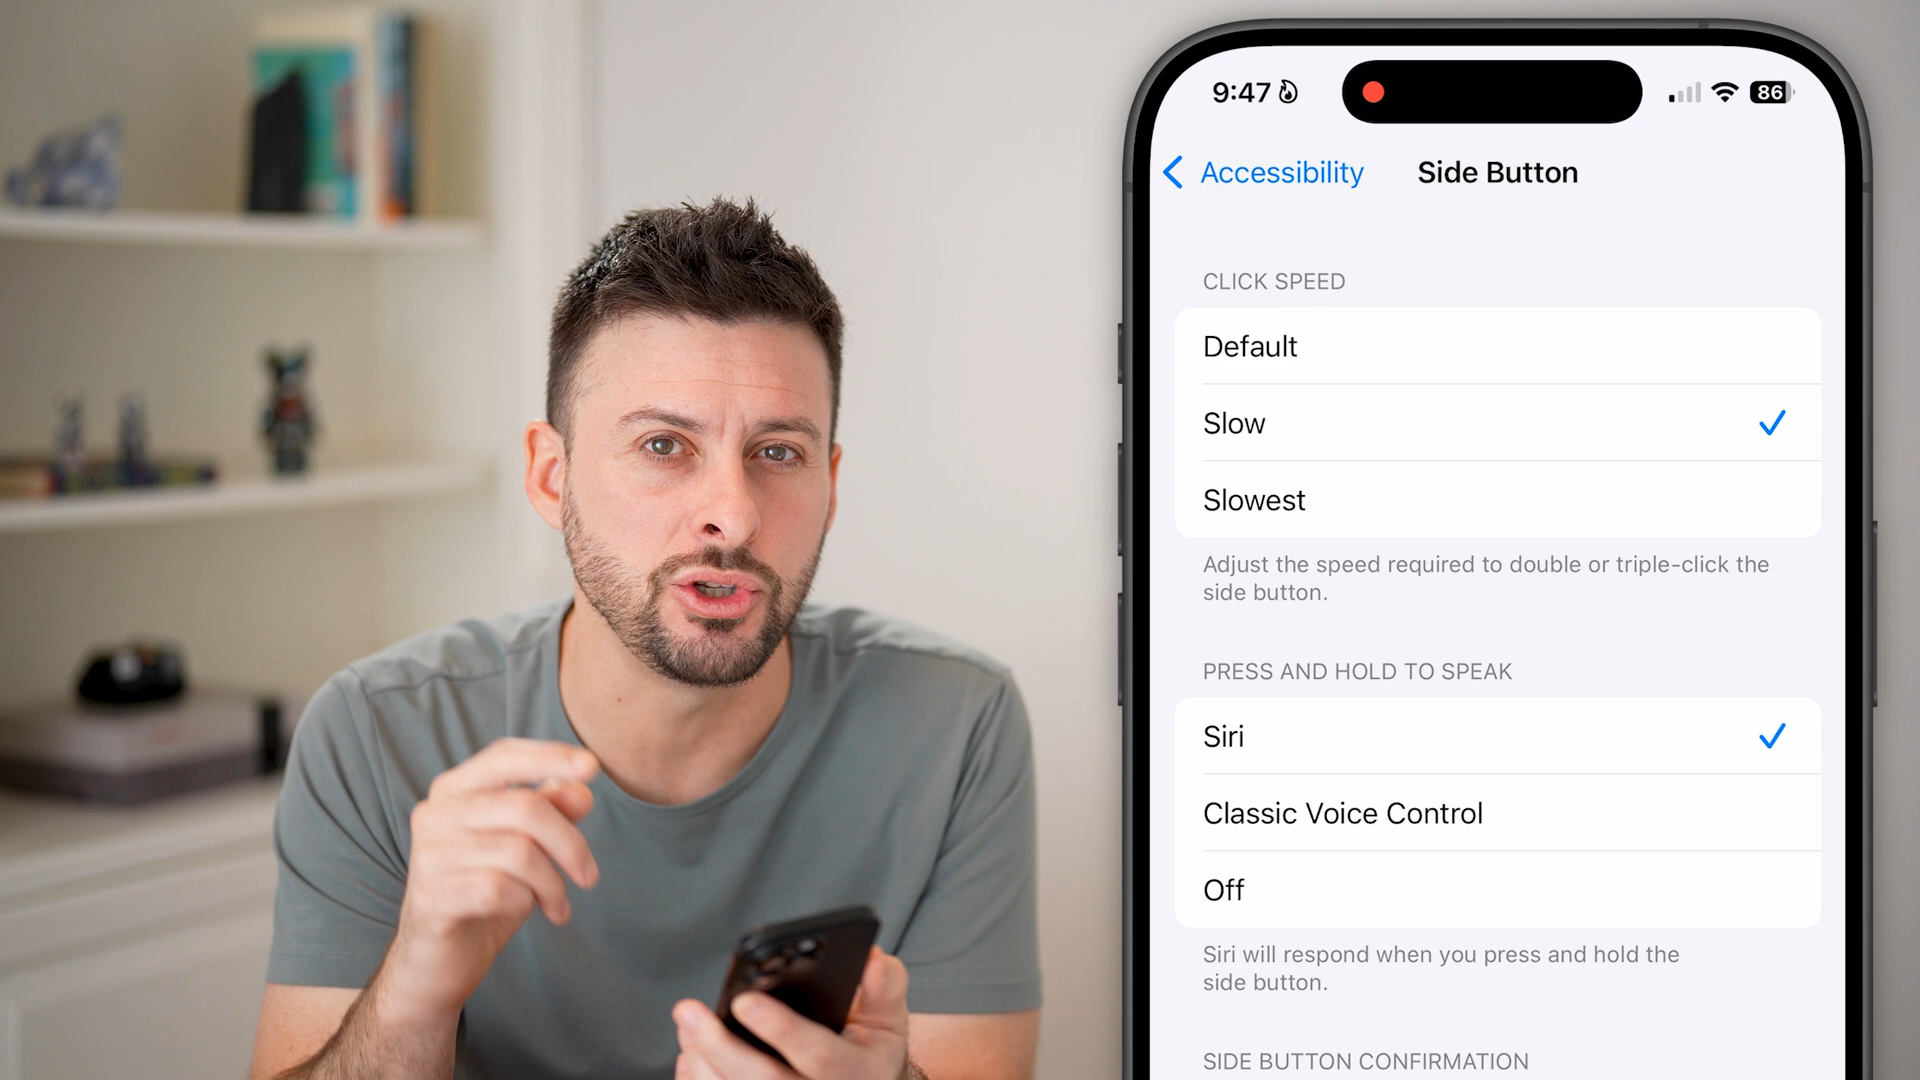 9:47
86
Accessibility
Side Button
CLICK SPEED
Default
Slow
Slowest
Adjust the speed required to double or triple-click the
side button.
PRESS AND HOLD TO SPEAK
Siri
Classic Voice Control
Off
Siri will respond when you press and hold the
side button.
SIDE BUTTON CONFIRMATION